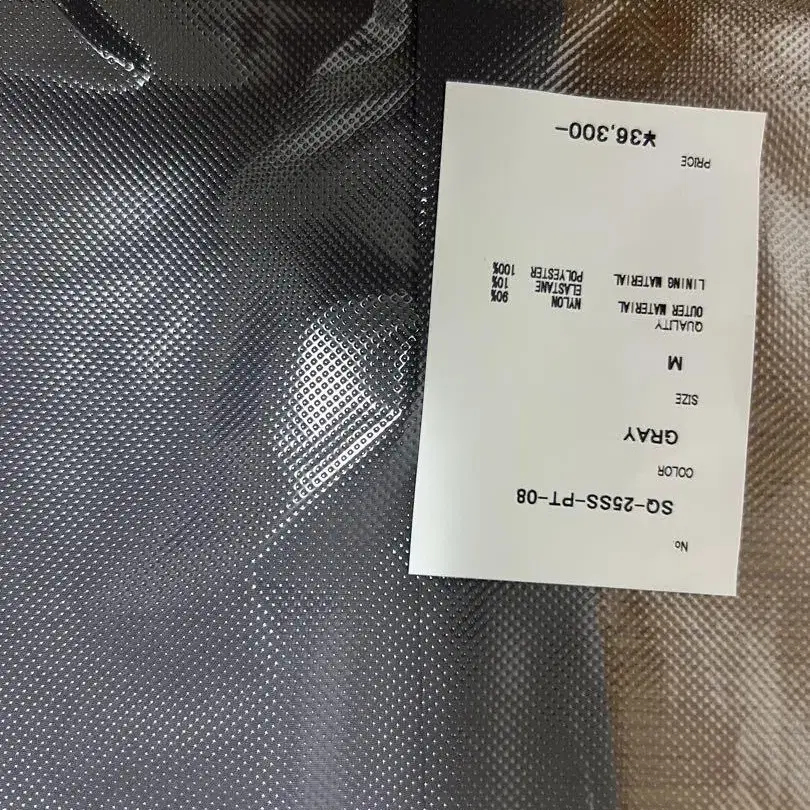 No.
SQ-25SS-PT-08
COLOR
GRAY
SIZE
M
QUALITY
OUTER MATERIAL NYLON 90%
ELASTANE 10%
LINING MATERIAL POLYESTER 100%
PRICE
¥36,300-